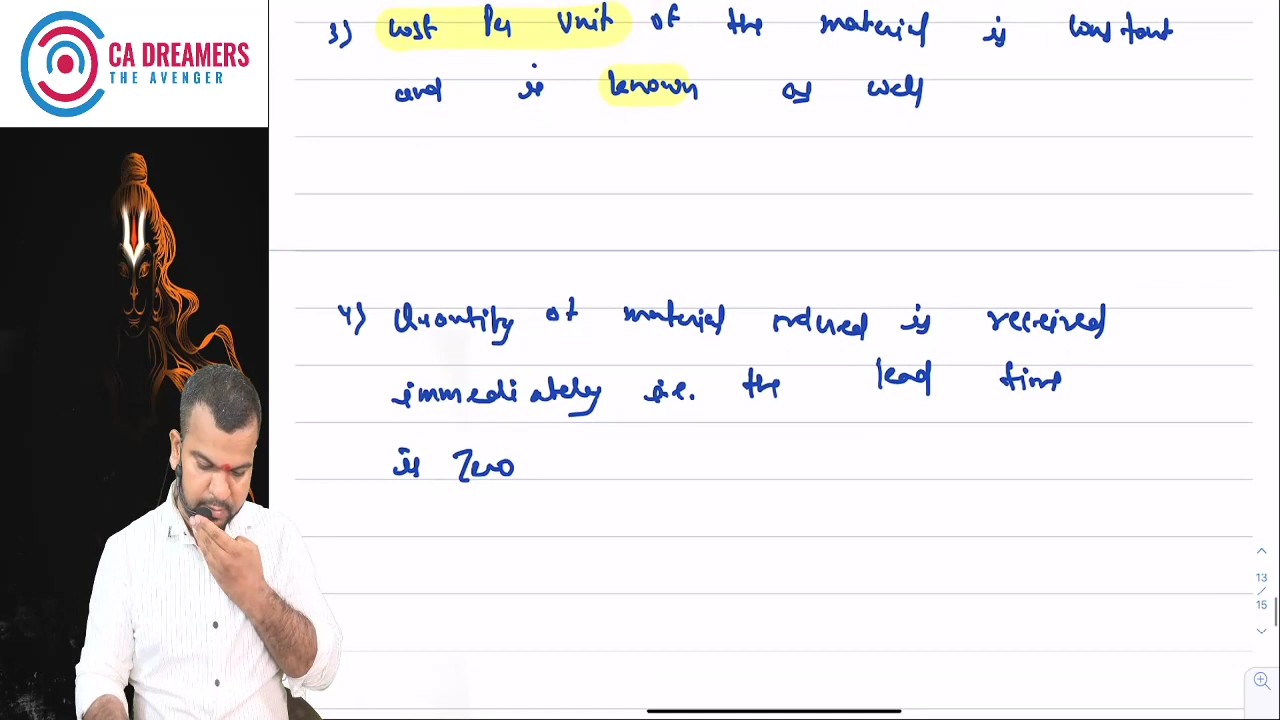 CA DREAMERS
THE AVENGER
3) cost Per Unit of the material is constant
and is known as well
4) Quantity of material ordered is received
immediately i.e. the lead time
is Zero
13
/
15